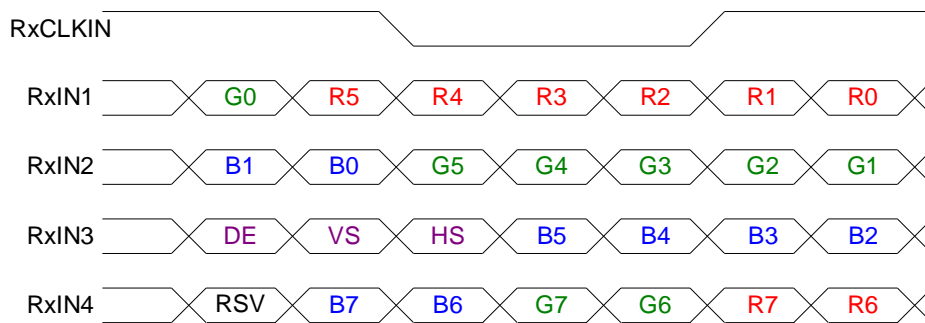 RxCLKIN
RxIN1 G0 R5 R4 R3 R2 R1 R0
RxIN2 B1 B0 G5 G4 G3 G2 G1
RxIN3 DE VS HS B5 B4 B3 B2
RxIN4 RSV B7 B6 G7 G6 R7 R6